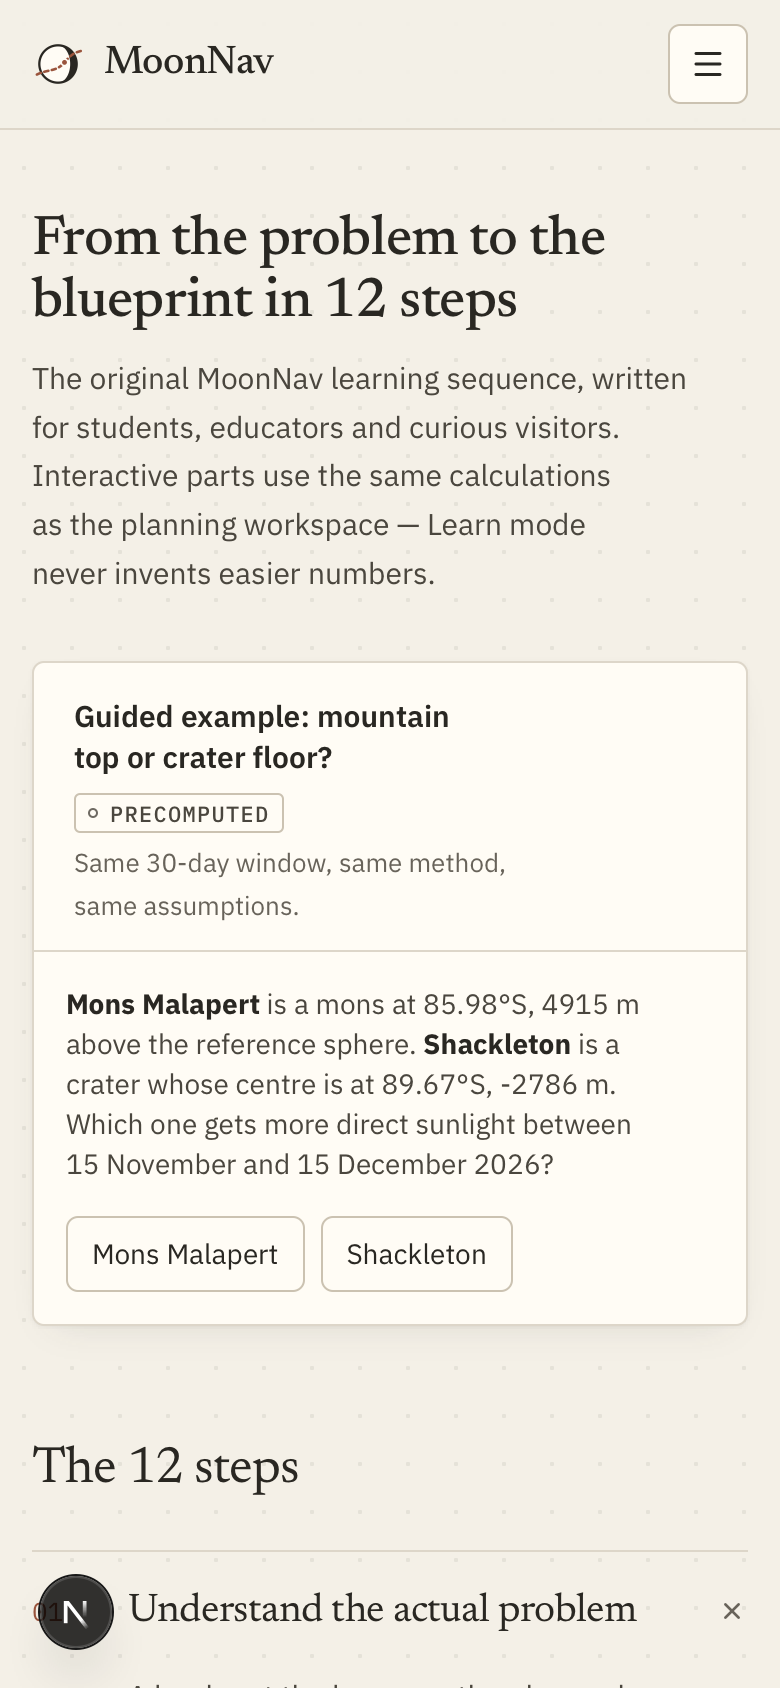 MoonNav
From the problem to the
blueprint in 12 steps
The original MoonNav learning sequence, written
for students, educators and curious visitors.
Interactive parts use the same calculations
as the planning workspace — Learn mode
never invents easier numbers.
Guided example: mountain
top or crater floor?
PRECOMPUTED
Same 30-day window, same method,
same assumptions.
Mons Malapert is a mons at 85.98°S, 4915 m
above the reference sphere. Shackleton is a
crater whose centre is at 89.67°S, -2786 m.
Which one gets more direct sunlight between
15 November and 15 December 2026?
Mons Malapert Shackleton
The 12 steps
01 N Understand the actual problem